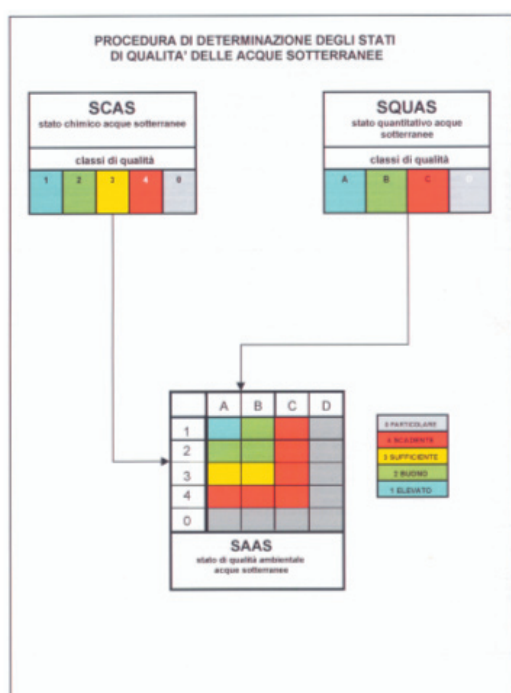 PROCEDURA DI DETERMINAZIONE DEGLI STATI
DI QUALITA' DELLE ACQUE SOTTERRANEE
SCAS
stato chimico acque sotterranee
classi di qualità
1 2 3 4 0
SQUAS
stato quantitativo acque
sotterranee
classi di qualità
A B C
A B C D
1
2
3
4
0
SAAS
stato di qualità ambientale
acque sotterranee
0 PARTICOLARE
4 SCADENTE
3 SUFFICIENTE
2 BUONO
1 ELEVATO